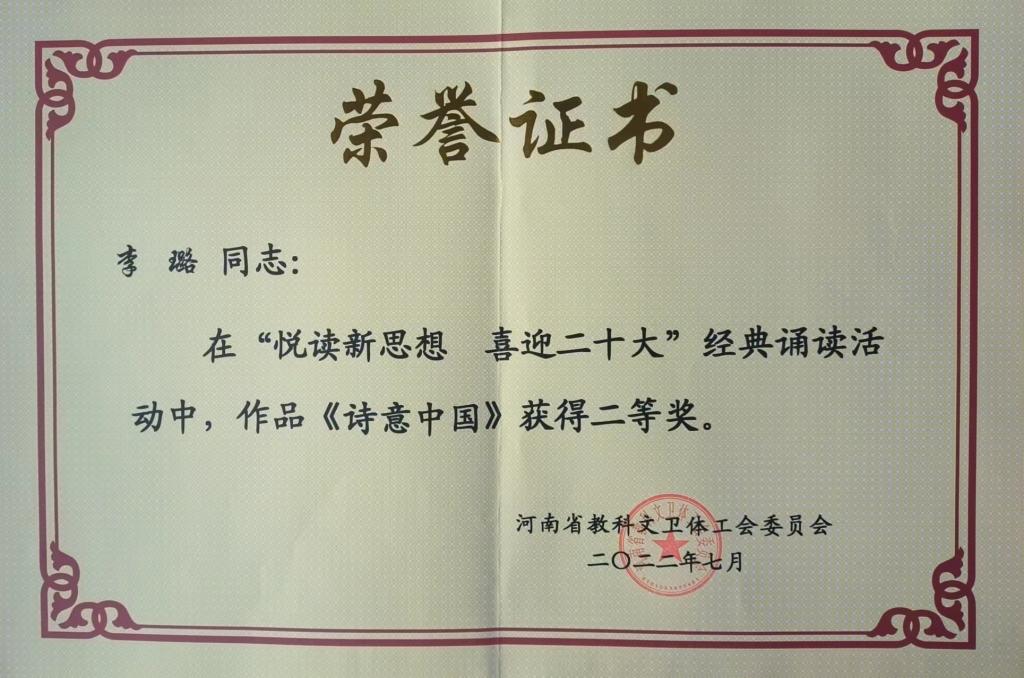 荣誉证书
李 璐 同志：
在“悦读新思想 喜迎二十大”经典诵读活
动中，作品《诗意中国》获得二等奖。
河南省教科文卫体工会委员会
二〇二二年七月